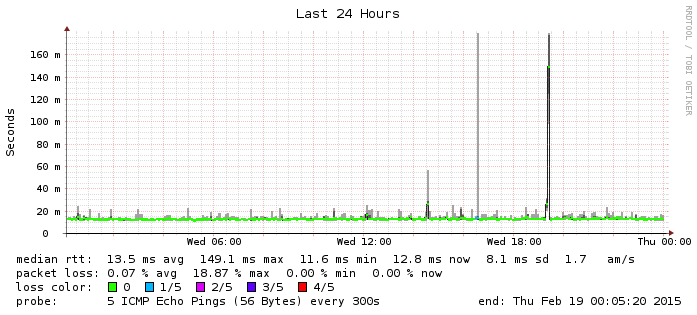 Last 24 Hours
RRDTOOL / TOBI OETIKER
Seconds
160 m
140 m
120 m
100 m
80 m
60 m
40 m
20 m
0
Wed 06:00 Wed 12:00 Wed 18:00 Thu 00:00
median rtt: 13.5 ms avg 149.1 ms max 11.6 ms min 12.8 ms now 8.1 ms sd 1.7 am/s
packet loss: 0.07 % avg 18.87 % max 0.00 % min 0.00 % now
loss color: 0 1/5 2/5 3/5 4/5
probe: 5 ICMP Echo Pings (56 Bytes) every 300s end: Thu Feb 19 00:05:20 2015